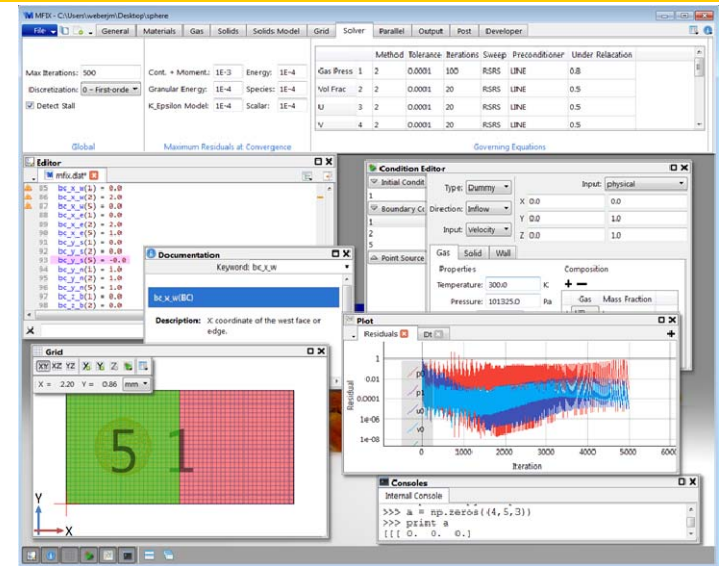 MFIX - C:\Users\weberjm\Desktop\sphere
File General Materials Gas Solids Solids Model Grid Solver Parallel Output Post Developer
Method Tolerance Iterations Sweep Preconditioner Under Relacation
Max Iterations: 500 Cont. + Moment.: 1E-3 Energy: 1E-4 Gas Press 1 2 0.0001 100 RSRS LINE 0.8
Discretization: 0 - First-orde Granular Energy: 1E-4 Species: 1E-4 Vol Frac 2 2 0.0001 20 RSRS LINE 0.5
Detect Stall K_Epsilon Model: 1E-4 Scalar: 1E-4 U 3 2 0.0001 20 RSRS LINE 0.5
V 4 2 0.0001 20 RSRS LINE 0.5
Global Maximum Residuals at Convergence Governing Equations
Editor
mfix.dat*
85 bc_x_w(1) = 0.0
86 bc_x_w(2) = 2.0
87 bc_x_w(5) = 0.0
88 bc_x_e(1) = 0.0
89 bc_x_e(2) = 2.0
90 bc_x_e(5) = 1.0
91 bc_y_s(1) = 0.0
92 bc_y_s(2) = 0.0
93 bc_y_s(5) = -0.0
94 bc_y_n(1) = 1.0
95 bc_y_n(2) = 1.0
96 bc_y_n(5) = 1.0
97 bc_z_b(1) = 0.0
98 bc_z_b(2) = 0.0
Condition Editor
Initial Condit
1
Boundary Cc
1
2
5
Point Source
Type: Dummy Input: physical
Direction: Inflow X 0.0 0.0
Y 0.0 1.0
Input: Velocity Z 0.0 1.0
Gas Solid Wall
Properties Composition
Temperature: 300.0 K + −
Pressure: 101325.0 Pa Gas Mass Fraction
Documentation
Keyword: bc_x_w
bc_x_w(BC)
Description: X coordinate of the west face or
edge.
Plot
Residuals Dt
Residual
1
0.01
0.0001
1e-06
1e-08
p0
p1
u0
v0
0 1000 2000 3000 4000 5000 6000
Iteration
Grid
XY XZ YZ X Y Z
X = 2.20 Y = 0.86 mm
5 1
Y
X
Consoles
Internal Console
>>> a = np.zeros((4,5,3))
>>> print a
[[[ 0. 0. 0.]